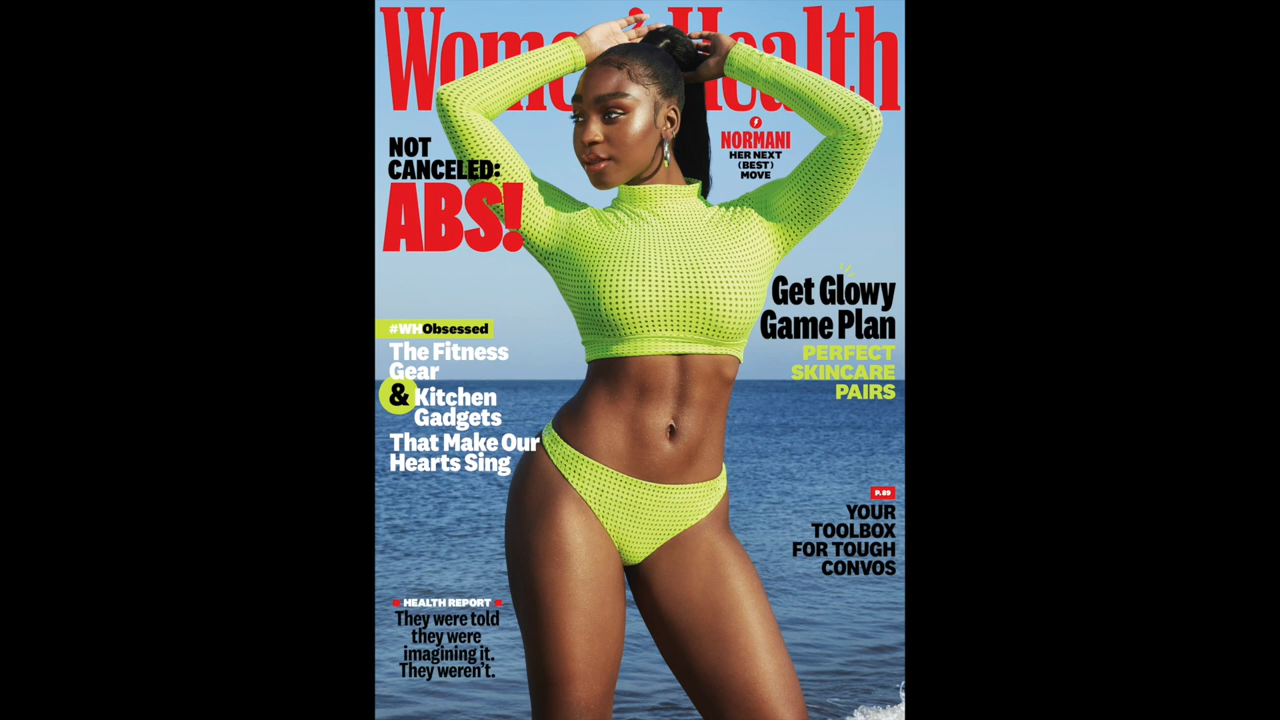 Women's Health
NOT
CANCELED:
ABS!
NORMANI
HER NEXT
(BEST)
MOVE
Get Glowy
Game Plan
PERFECT
SKINCARE
PAIRS
#WHObsessed
The Fitness
Gear
& Kitchen
Gadgets
That Make Our
Hearts Sing
P.89
YOUR
TOOLBOX
FOR TOUGH
CONVOS
HEALTH REPORT
They were told
they were
imagining it.
They weren't.